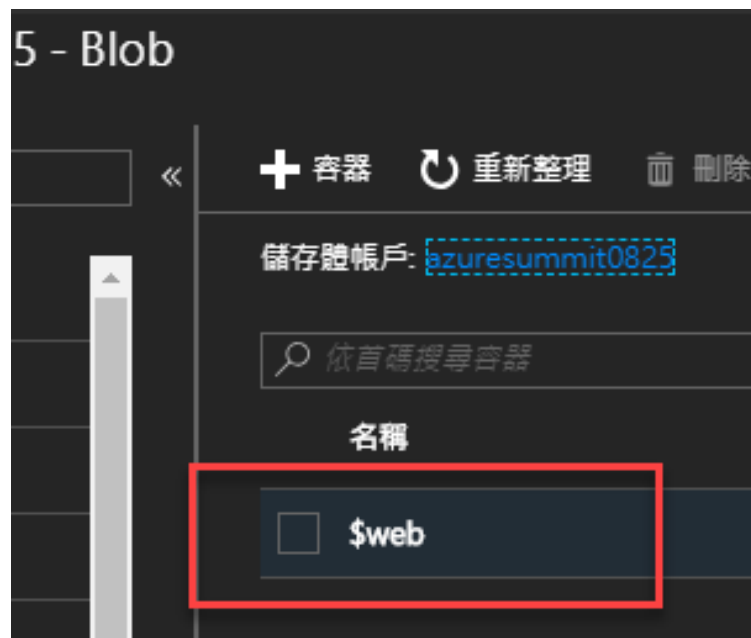 5 - Blob
« 容器 重新整理 刪除
儲存體帳戶: azuresummit0825
依首碼搜尋容器
名稱
$web